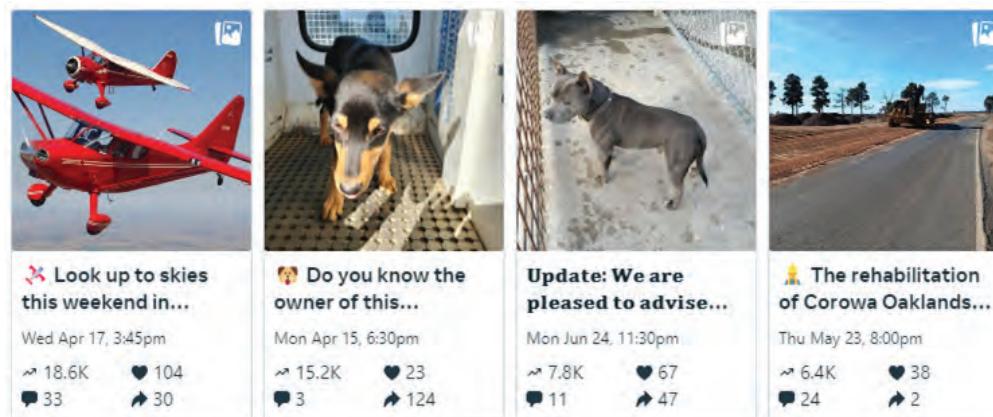 Look up to skies
this weekend in...
Wed Apr 17, 3:45pm
18.6K 104
33 30
Do you know the
owner of this...
Mon Apr 15, 6:30pm
15.2K 23
3 124
Update: We are
pleased to advise...
Mon Jun 24, 11:30pm
7.8K 67
11 47
The rehabilitation
of Corowa Oaklands...
Thu May 23, 8:00pm
6.4K 38
24 2